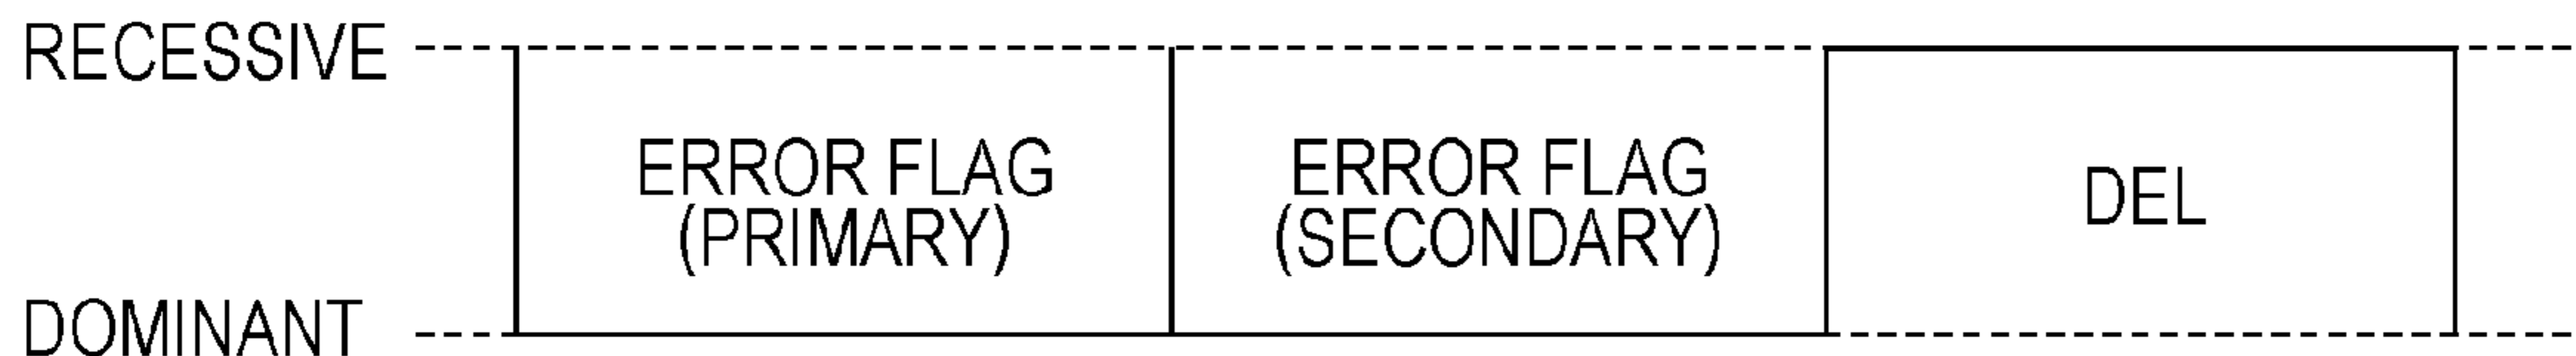 RECESSIVE
ERROR FLAG
(PRIMARY)
ERROR FLAG
(SECONDARY)
DEL
DOMINANT